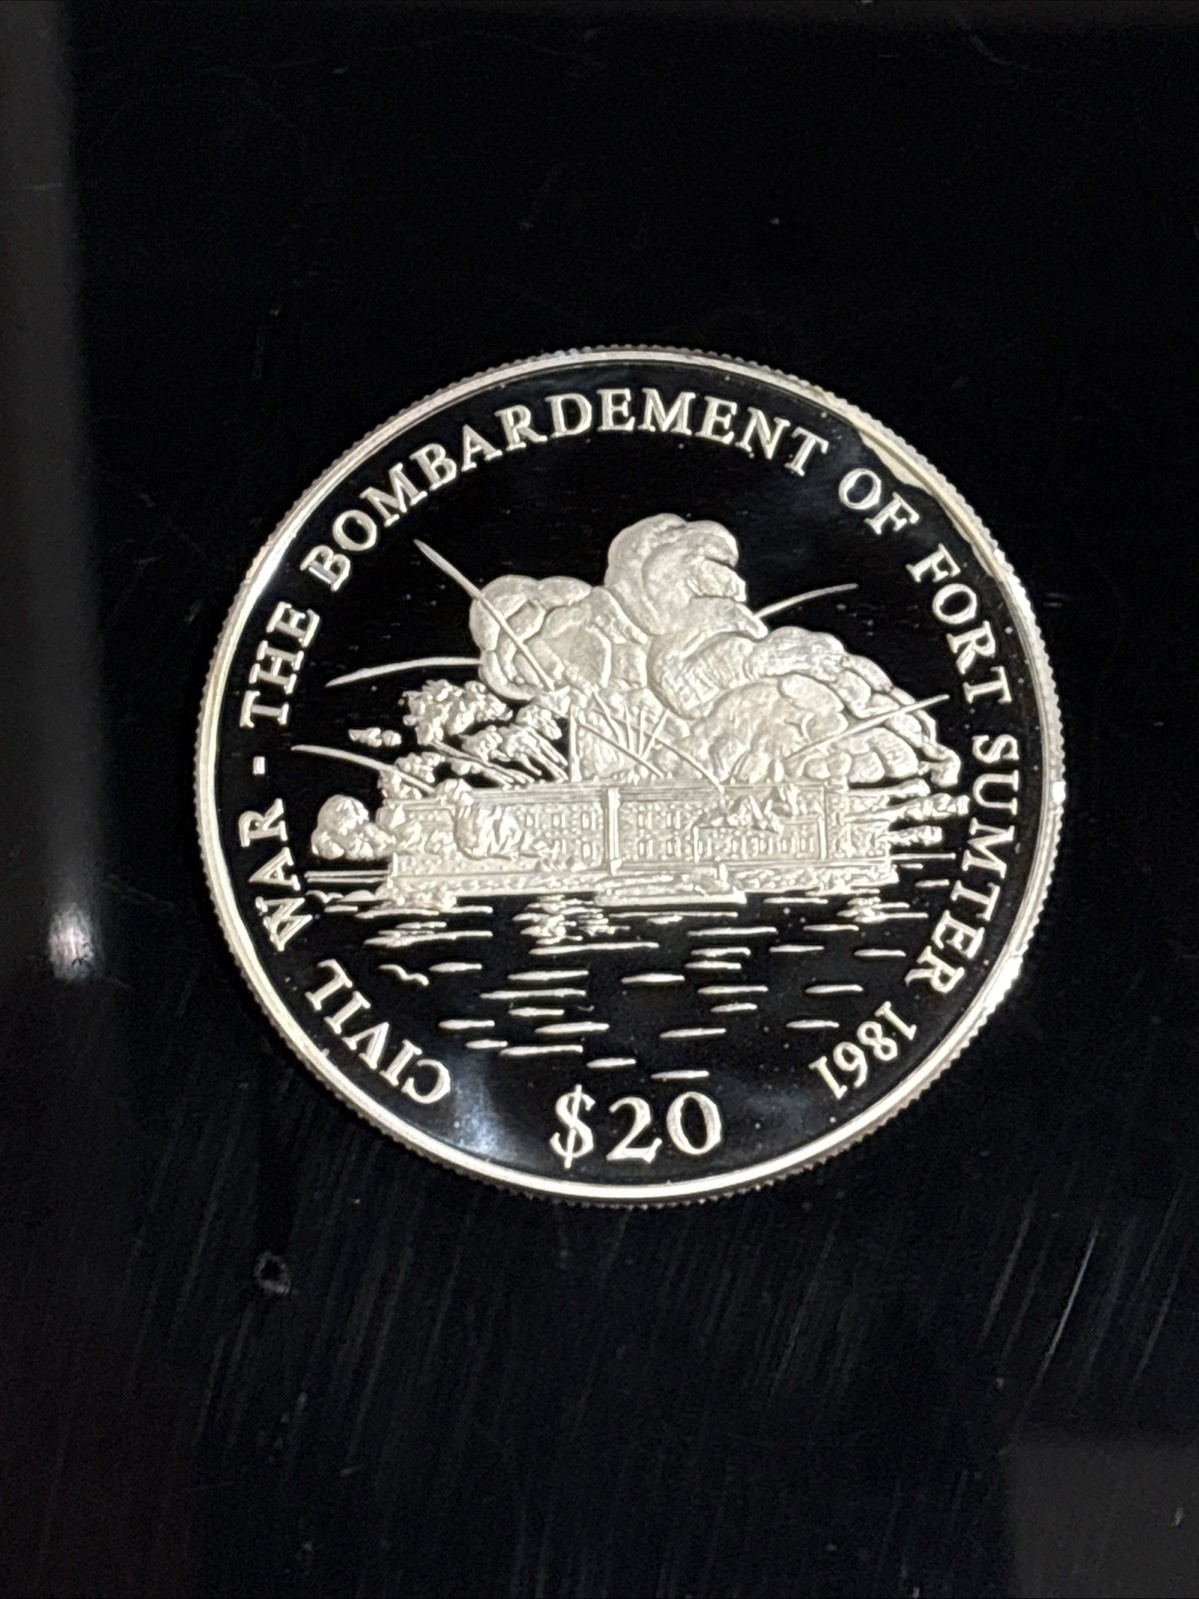 CIVIL WAR - THE BOMBARDEMENT OF FORT SUMTER 1861
$20